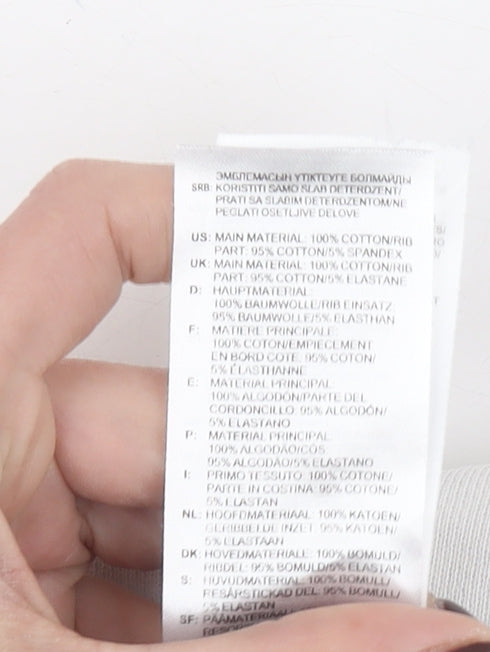 ЭМБЛЕМАСЫН ҮТІКТЕУГЕ БОЛМАЙДЫ
SRB: KORISTITI SAMO SLAB DETERDZENT/
PRATI SA SLABIM DETERDZENTOM/NE
PEGLATI OSETLJIVE DELOVE
US: MAIN MATERIAL: 100% COTTON/RIB
PART: 95% COTTON/5% SPANDEX
UK: MAIN MATERIAL: 100% COTTON/RIB
PART: 95% COTTON/5% ELASTANE
D: HAUPTMATERIAL:
100% BAUMWOLLE/RIB EINSATZ:
95% BAUMWOLLE/5% ELASTHAN
F: MATIERE PRINCIPALE:
100% COTON/EMPIECEMENT
EN BORD COTE: 95% COTON/
5% ÉLASTHANNE
E: MATERIAL PRINCIPAL:
100% ALGODÓN/PARTE DEL
CORDONCILLO: 95% ALGODÓN/
5% ELASTANO
P: MATERIAL PRINCIPAL:
100% ALGODÃO/CÓS
95% ALGODÃO/5% ELASTANO
I: PRIMO TESSUTO: 100% COTONE/
PARTE IN COSTINA: 95% COTONE/
5% ELASTAN
NL: HOOFDMATERIAAL: 100% KATOEN/
GERIBBELDE INZET: 95% KATOEN/
5% ELASTAAN
DK: HOVEDMATERIALE: 100% BOMULD/
RIBDEL: 95% BOMULD/5% ELASTAN
S: HUVUDMATERIAL: 100% BOMULL/
RESÅRSTICKAD DEL: 95% BOMULL/
5% ELASTAN
SF: PÄÄMATERIAALI